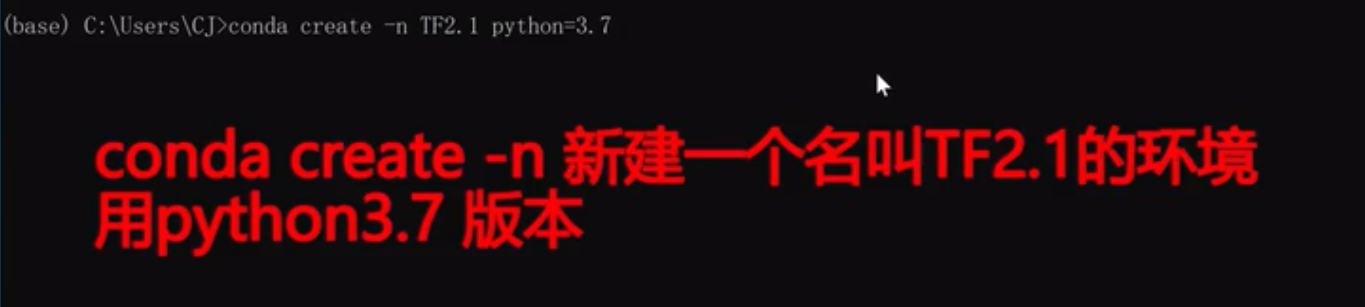 (base) C:\Users\CJ>conda create -n TF2.1 python=3.7
conda create -n 新建一个名叫TF2.1的环境
用python3.7 版本